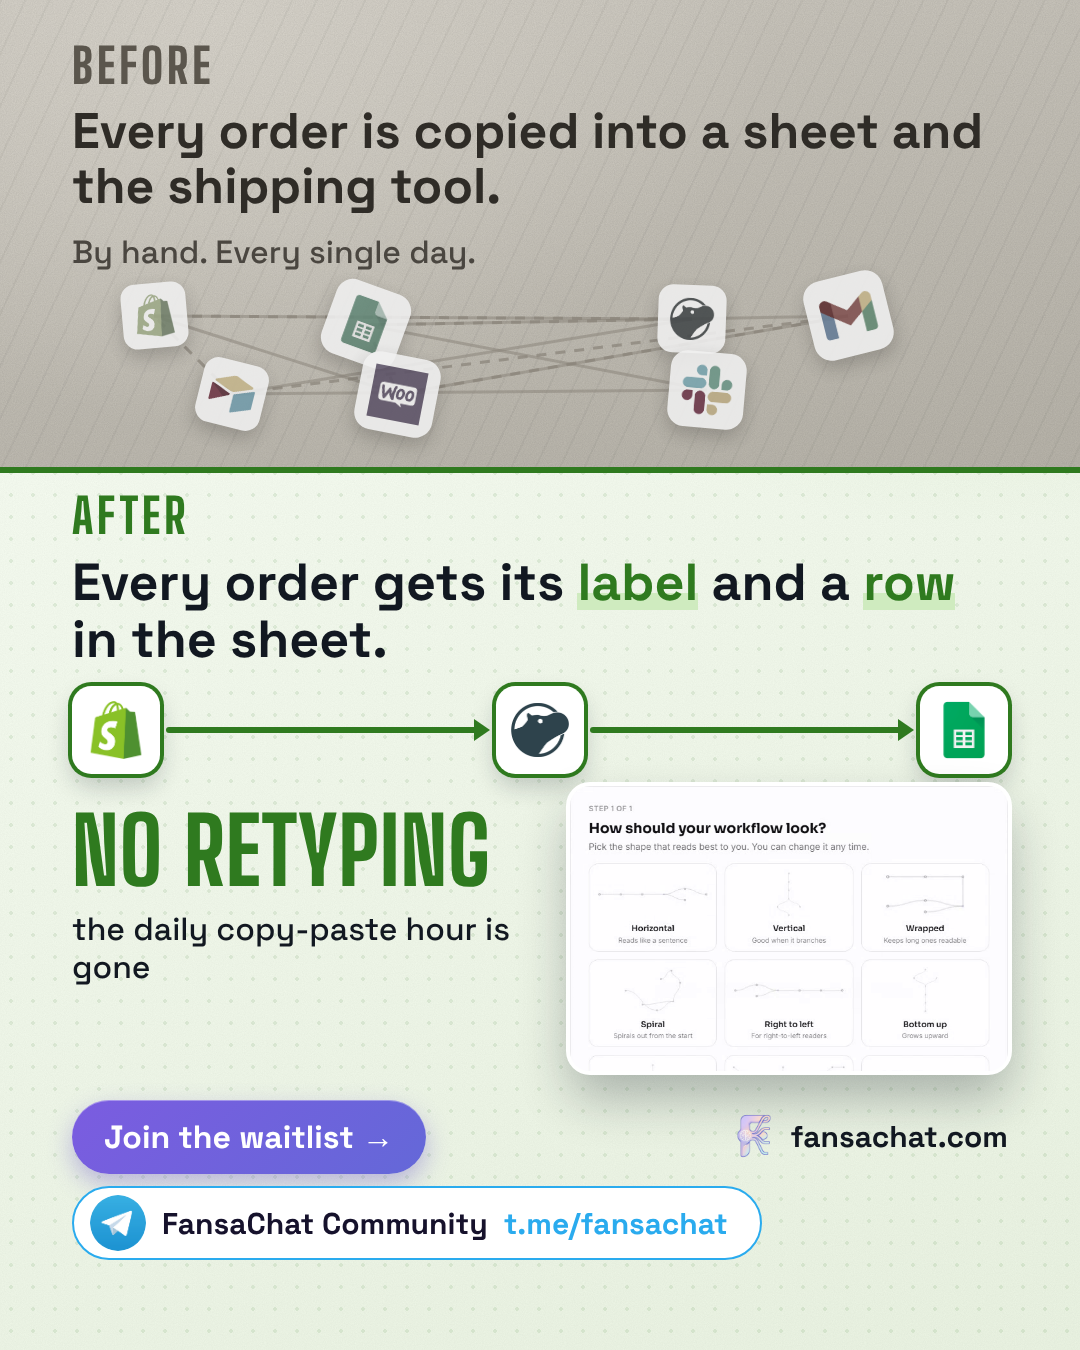 BEFORE
Every order is copied into a sheet and
the shipping tool.
By hand. Every single day.
S
WOO
AFTER
Every order gets its label and a row
in the sheet.
S
NO RETYPING
the daily copy-paste hour is
gone
STEP 1 OF 1
How should your workflow look?
Pick the shape that reads best to you. You can change it any time.
Horizontal
Reads like a sentence
Vertical
Good when it branches
Wrapped
Keeps long ones readable
Spiral
Spirals out from the start
Right to left
For right-to-left readers
Bottom up
Grows upward
Join the waitlist →
fansachat.com
FansaChat Community t.me/fansachat